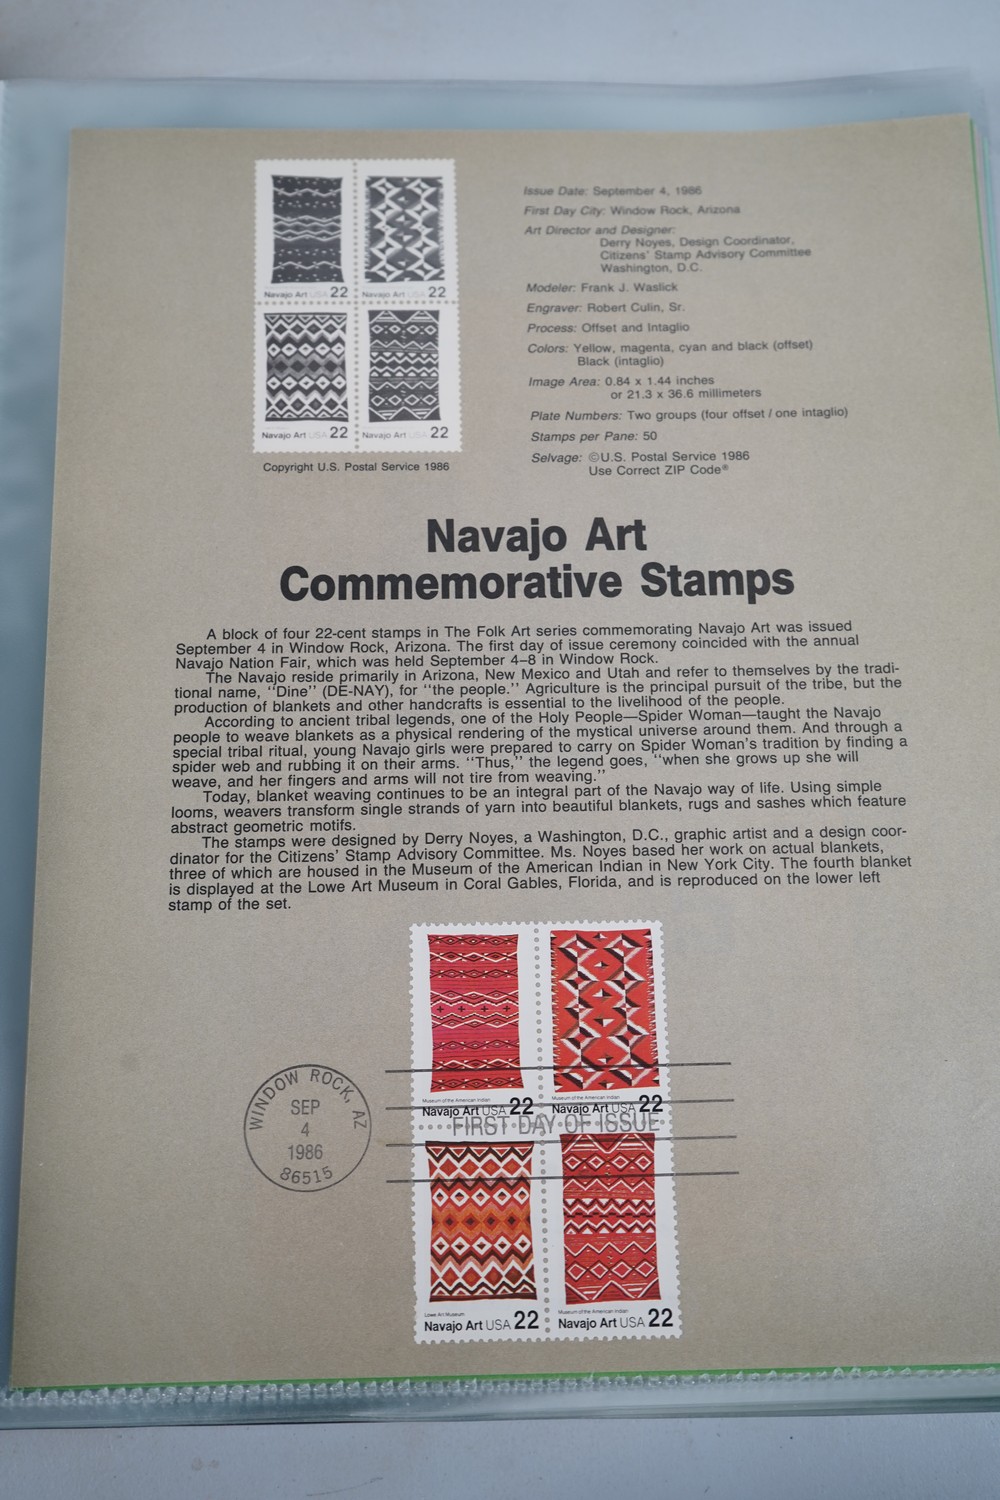 Navajo Art USA 22
Navajo Art USA 22
Navajo Art USA 22
Navajo Art USA 22
Copyright U.S. Postal Service 1986
Issue Date: September 4, 1986
First Day City: Window Rock, Arizona
Art Director and Designer:
Derry Noyes, Design Coordinator,
Citizens' Stamp Advisory Committee
Washington, D.C.
Modeler: Frank J. Waslick
Engraver: Robert Culin, Sr.
Process: Offset and Intaglio
Colors: Yellow, magenta, cyan and black (offset)
Black (intaglio)
Image Area: 0.84 x 1.44 inches
or 21.3 x 36.6 millimeters
Plate Numbers: Two groups (four offset / one intaglio)
Stamps per Pane: 50
Selvage: ©U.S. Postal Service 1986
Use Correct ZIP Code®
Navajo Art
Commemorative Stamps
A block of four 22-cent stamps in The Folk Art series commemorating Navajo Art was issued
September 4 in Window Rock, Arizona. The first day of issue ceremony coincided with the annual
Navajo Nation Fair, which was held September 4–8 in Window Rock.
The Navajo reside primarily in Arizona, New Mexico and Utah and refer to themselves by the tradi-
tional name, "Dine" (DE-NAY), for "the people." Agriculture is the principal pursuit of the tribe, but the
production of blankets and other handcrafts is essential to the livelihood of the people.
According to ancient tribal legends, one of the Holy People—Spider Woman—taught the Navajo
people to weave blankets as a physical rendering of the mystical universe around them. And through a
special tribal ritual, young Navajo girls were prepared to carry on Spider Woman's tradition by finding a
spider web and rubbing it on their arms. "Thus," the legend goes, "when she grows up she will
weave, and her fingers and arms will not tire from weaving."
Today, blanket weaving continues to be an integral part of the Navajo way of life. Using simple
looms, weavers transform single strands of yarn into beautiful blankets, rugs and sashes which feature
abstract geometric motifs.
The stamps were designed by Derry Noyes, a Washington, D.C., graphic artist and a design coor-
dinator for the Citizens' Stamp Advisory Committee. Ms. Noyes based her work on actual blankets,
three of which are housed in the Museum of the American Indian in New York City. The fourth blanket
is displayed at the Lowe Art Museum in Coral Gables, Florida, and is reproduced on the lower left
stamp of the set.
WINDOW ROCK, AZ
SEP
4
1986
86515
Museum of the American Indian
Navajo Art USA 22
Museum of the American Indian
Navajo Art USA 22
FIRST DAY OF ISSUE
Lowe Art Museum
Navajo Art USA 22
Museum of the American Indian
Navajo Art USA 22